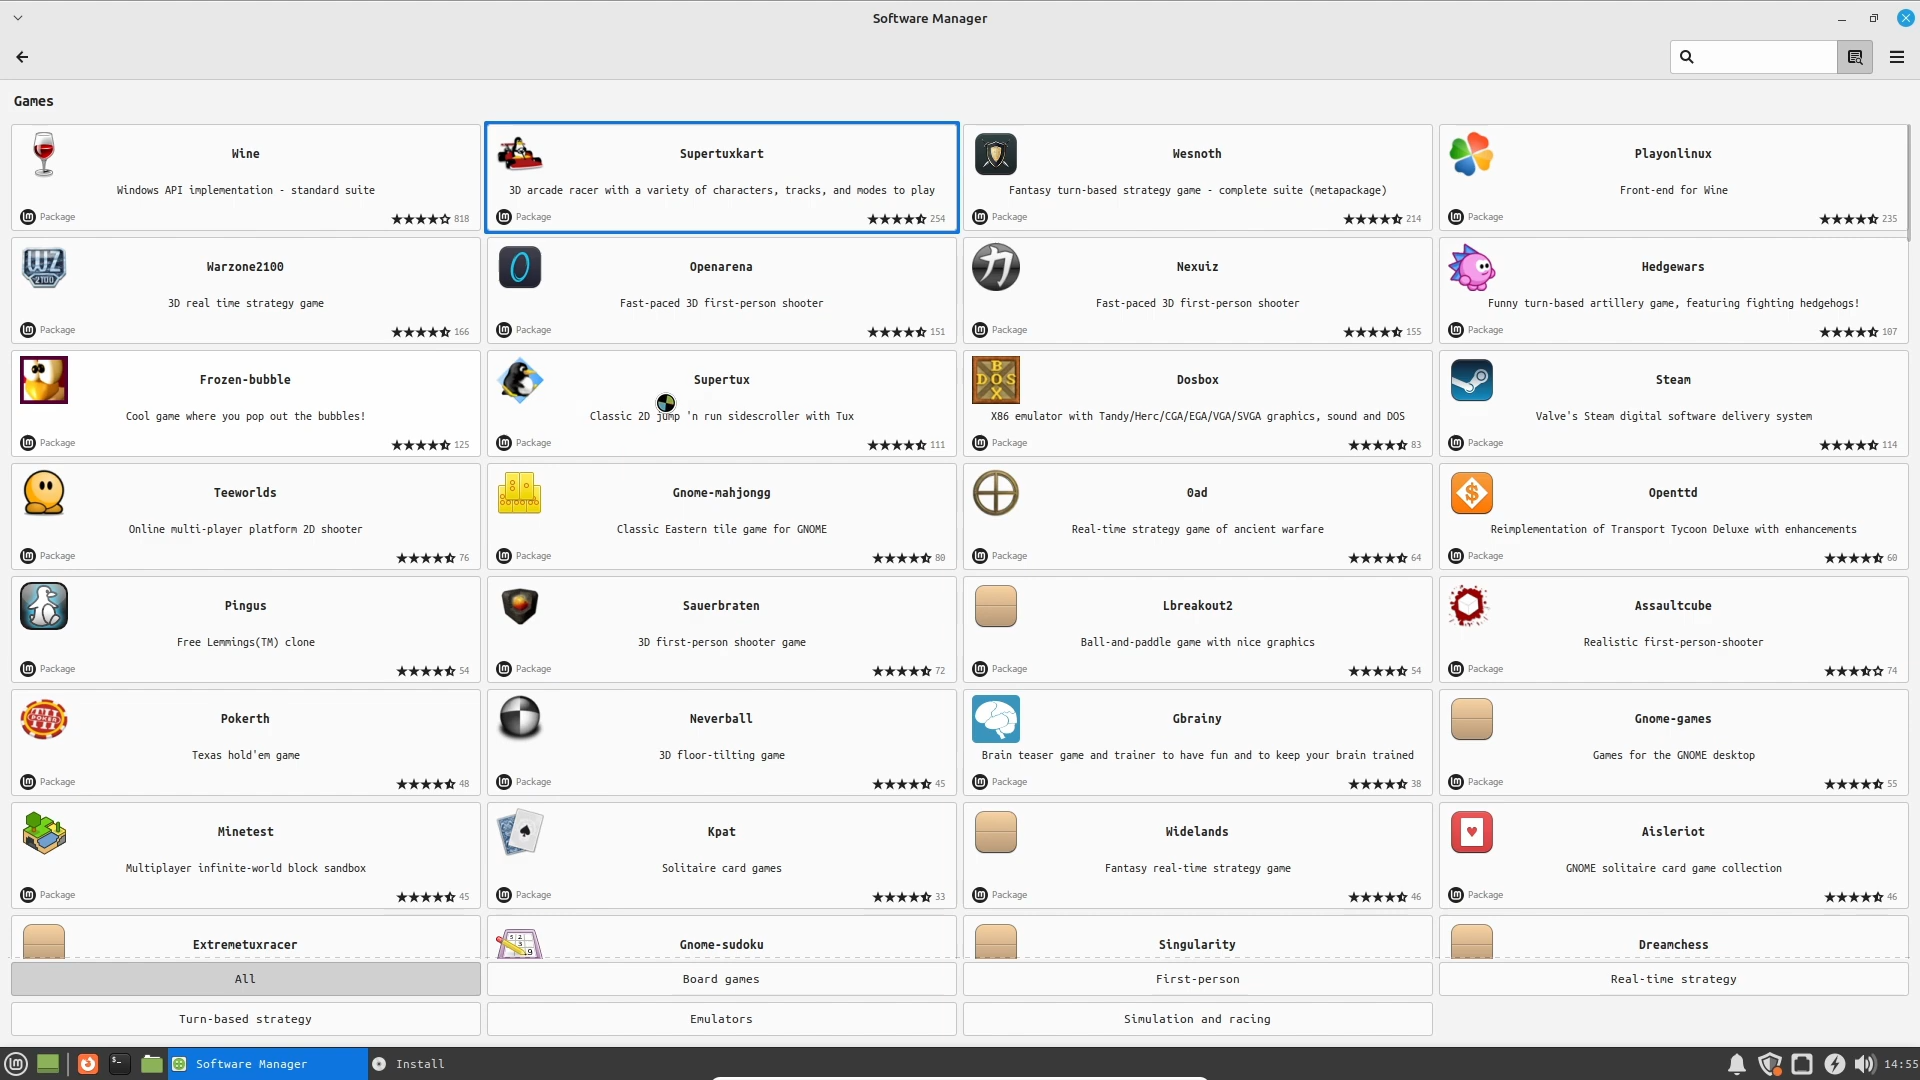 Software Manager
Games
Wine
Windows API implementation - standard suite
Package
818
Supertuxkart
3D arcade racer with a variety of characters, tracks, and modes to play
Package
254
Wesnoth
Fantasy turn-based strategy game - complete suite (metapackage)
Package
214
Playonlinux
Front-end for Wine
Package
235
WZ
2100
Warzone2100
3D real time strategy game
Package
166
Openarena
Fast-paced 3D first-person shooter
Package
151
Nexuiz
Fast-paced 3D first-person shooter
Package
155
Hedgewars
Funny turn-based artillery game, featuring fighting hedgehogs!
Package
107
Frozen-bubble
Cool game where you pop out the bubbles!
Package
125
Supertux
Classic 2D jump 'n run sidescroller with Tux
Package
111
Dosbox
X86 emulator with Tandy/Herc/CGA/EGA/VGA/SVGA graphics, sound and DOS
Package
83
Steam
Valve's Steam digital software delivery system
Package
114
Teeworlds
Online multi-player platform 2D shooter
Package
76
Gnome-mahjongg
Classic Eastern tile game for GNOME
Package
80
0ad
Real-time strategy game of ancient warfare
Package
64
Openttd
Reimplementation of Transport Tycoon Deluxe with enhancements
Package
60
Pingus
Free Lemmings(TM) clone
Package
54
Sauerbraten
3D first-person shooter game
Package
72
Lbreakout2
Ball-and-paddle game with nice graphics
Package
54
Assaultcube
Realistic first-person-shooter
Package
74
Pokerth
Texas hold'em game
Package
48
Neverball
3D floor-tilting game
Package
45
Gbrainy
Brain teaser game and trainer to have fun and to keep your brain trained
Package
38
Gnome-games
Games for the GNOME desktop
Package
55
Minetest
Multiplayer infinite-world block sandbox
Package
45
Kpat
Solitaire card games
Package
33
Widelands
Fantasy real-time strategy game
Package
46
Aisleriot
GNOME solitaire card game collection
Package
46
Extremetuxracer
Gnome-sudoku
Singularity
Dreamchess
All
Board games
First-person
Real-time strategy
Turn-based strategy
Emulators
Simulation and racing
Software Manager
Install
14:55